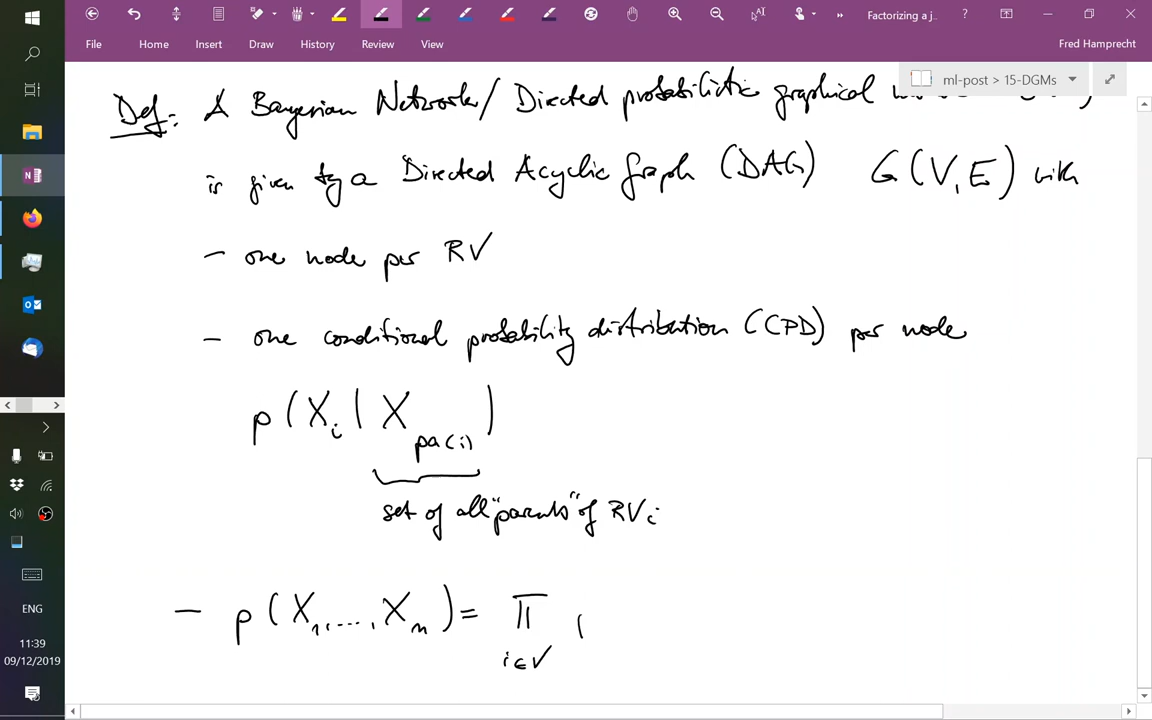 Factorizing a j...
File Home Insert Draw History Review View Fred Hamprecht
ml-post > 15-DGMs
Def: A Bayesian Network / Directed probabilistic graphical
is given by a Directed Acyclic Graph (DAG) G(V,E) with
- one node per RV
- one conditional probability distribution (CPD) per node
p(X_i | X_pa(i))
set of all "parents" of RV i
- p(X_1, ..., X_n) = ∏_{i∈V} (
ENG
11:39
09/12/2019